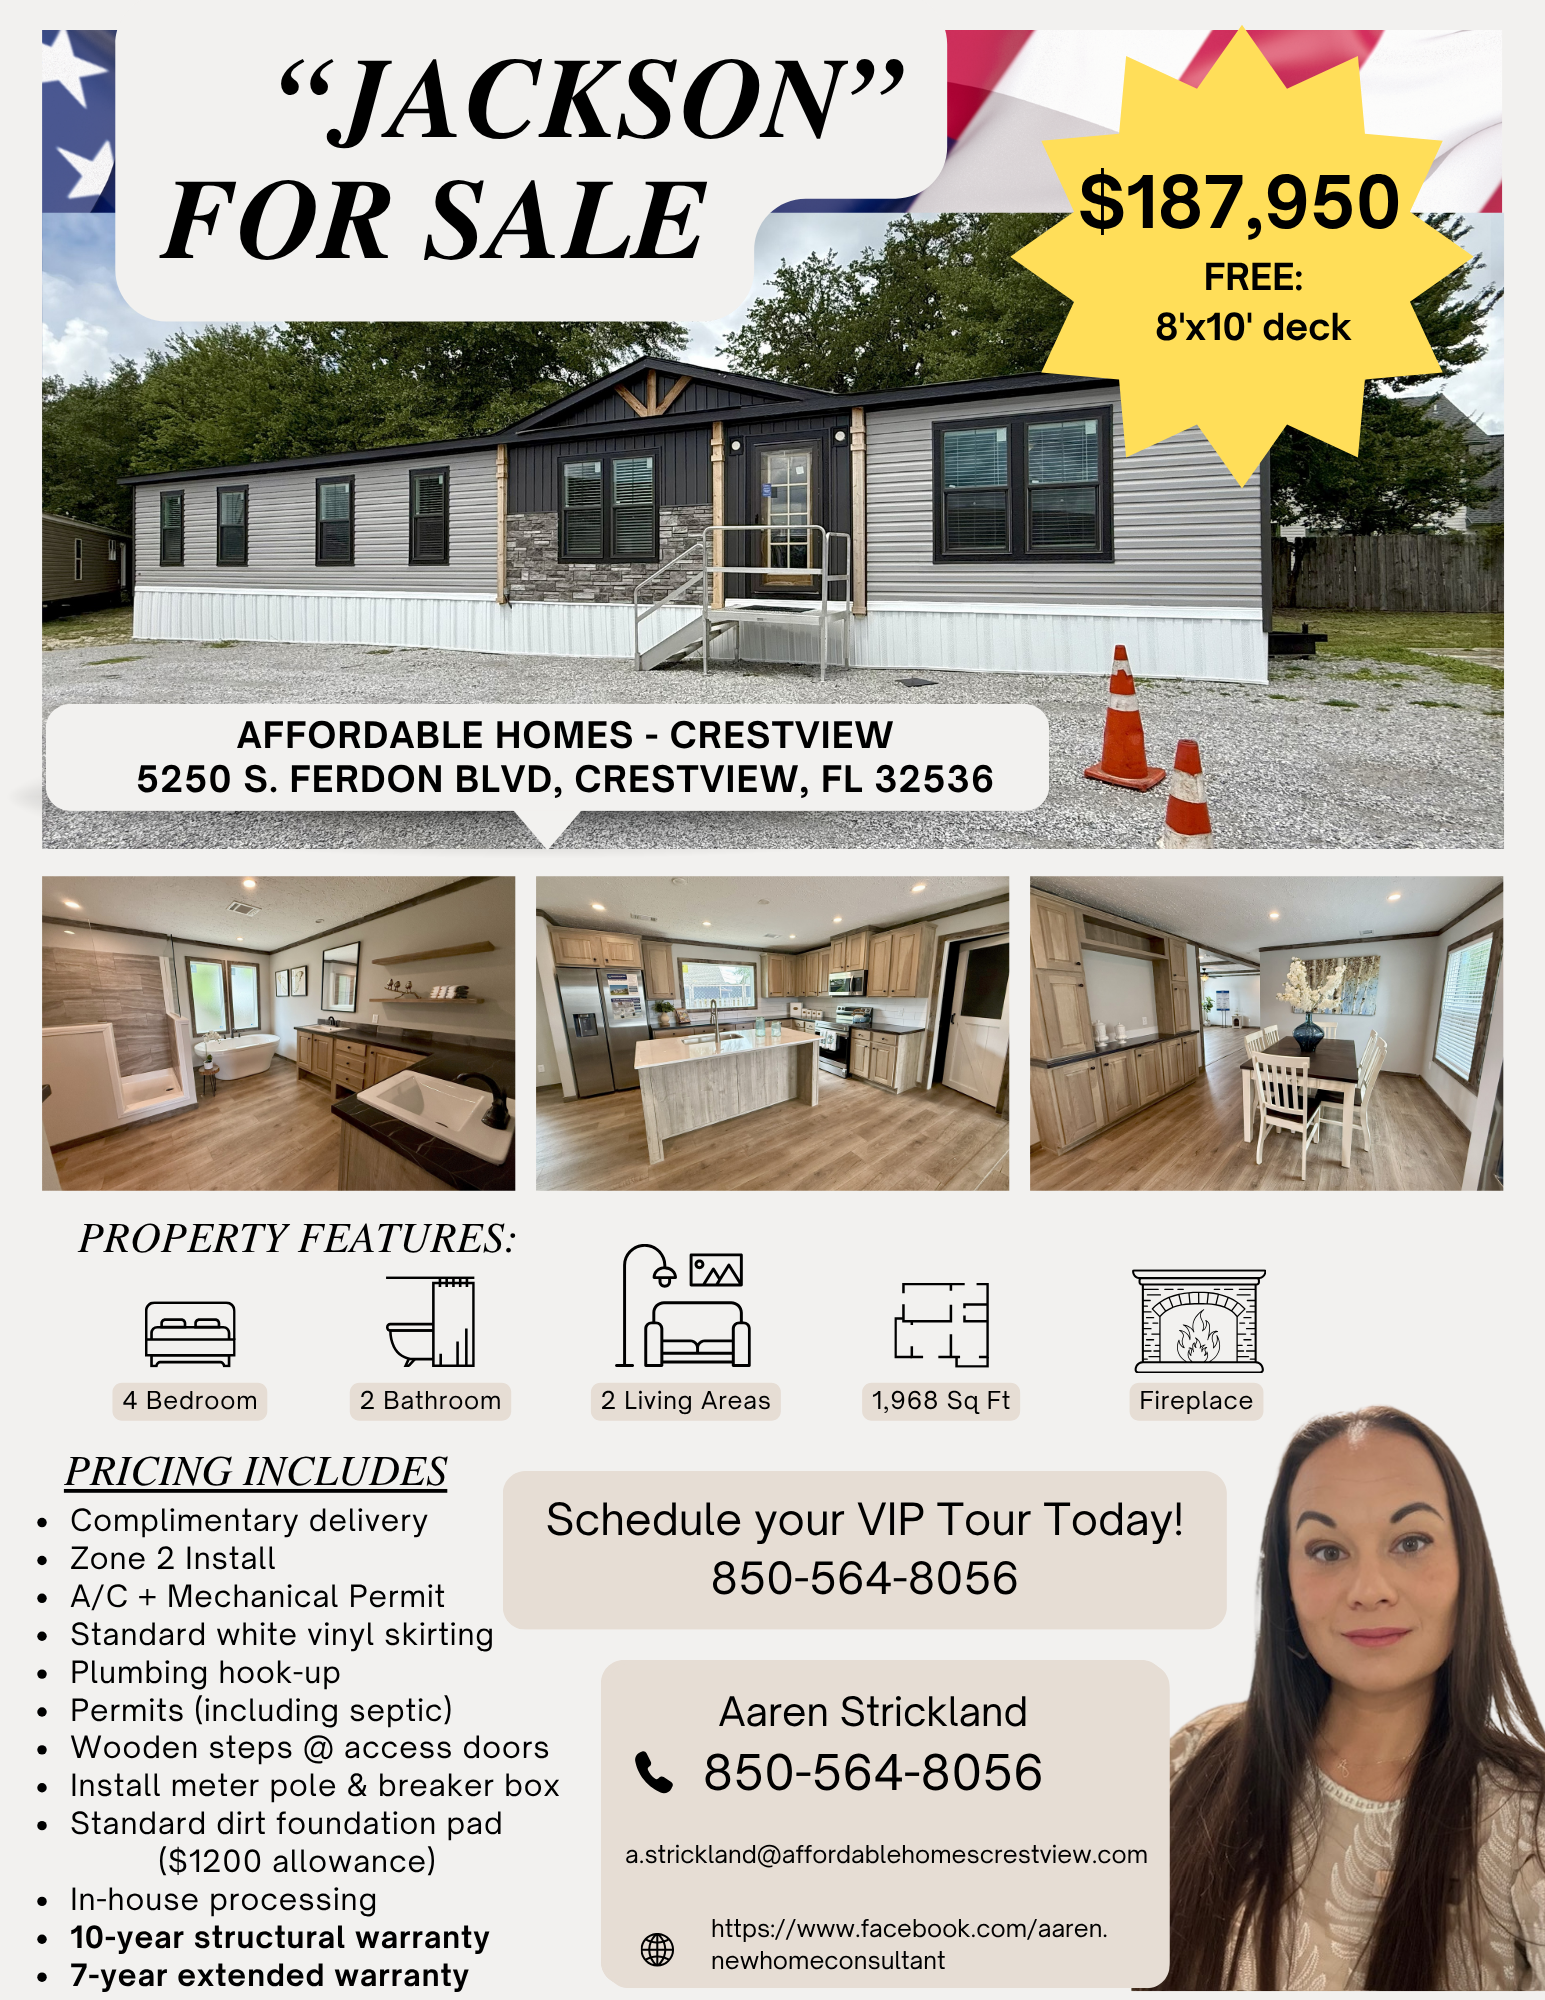 “JACKSON”
FOR SALE
$187,950
FREE:
8'x10' deck
AFFORDABLE HOMES - CRESTVIEW
5250 S. FERDON BLVD, CRESTVIEW, FL 32536
PROPERTY FEATURES:
4 Bedroom
2 Bathroom
2 Living Areas
1,968 Sq Ft
Fireplace
PRICING INCLUDES
• Complimentary delivery
• Zone 2 Install
• A/C + Mechanical Permit
• Standard white vinyl skirting
• Plumbing hook-up
• Permits (including septic)
• Wooden steps @ access doors
• Install meter pole & breaker box
• Standard dirt foundation pad
($1200 allowance)
• In-house processing
• 10-year structural warranty
• 7-year extended warranty
Schedule your VIP Tour Today!
850-564-8056
Aaren Strickland
850-564-8056
a.strickland@affordablehomescrestview.com
https://www.facebook.com/aaren.
newhomeconsultant